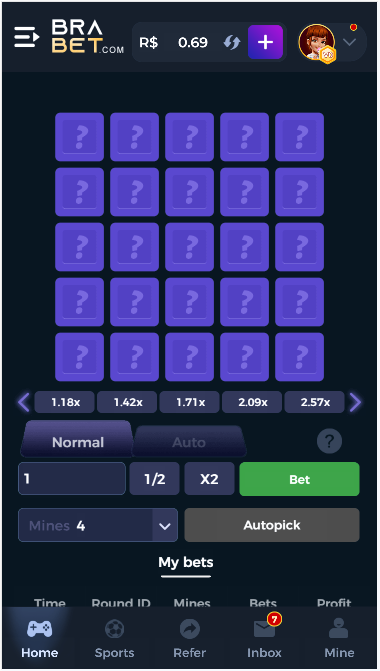 BRA
BET.COM
R$ 0.69
+
? ? ? ? ?
? ? ? ? ?
? ? ? ? ?
? ? ? ? ?
? ? ? ? ?
1.18x 1.42x 1.71x 2.09x 2.57x
Normal Auto ?
1 1/2 X2 Bet
Mines 4 Autopick
My bets
Time Round ID Mines Bets Profit
7
Home Sports Refer Inbox Mine